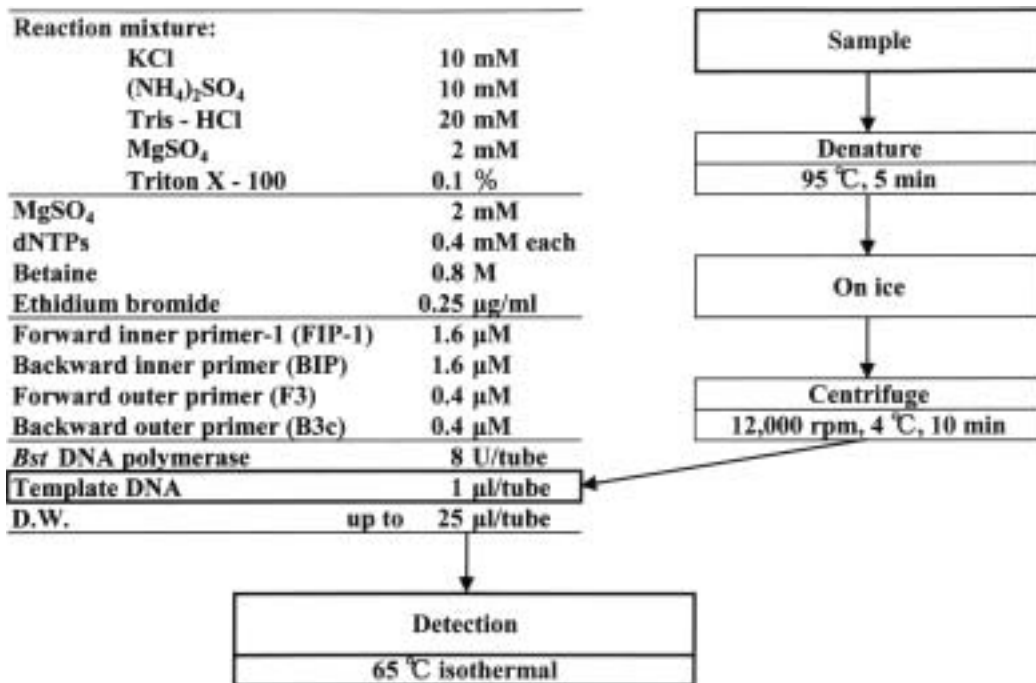 Reaction mixture:
KCl 10 mM
(NH₄)₂SO₄ 10 mM
Tris - HCl 20 mM
MgSO₄ 2 mM
Triton X - 100 0.1 %
MgSO₄ 2 mM
dNTPs 0.4 mM each
Betaine 0.8 M
Ethidium bromide 0.25 µg/ml
Forward inner primer-1 (FIP-1) 1.6 µM
Backward inner primer (BIP) 1.6 µM
Forward outer primer (F3) 0.4 µM
Backward outer primer (B3c) 0.4 µM
Bst DNA polymerase 8 U/tube
Template DNA 1 µl/tube
D.W. up to 25 µl/tube
Sample
Denature
95 ℃, 5 min
On ice
Centrifuge
12,000 rpm, 4 ℃, 10 min
Detection
65 ℃ isothermal